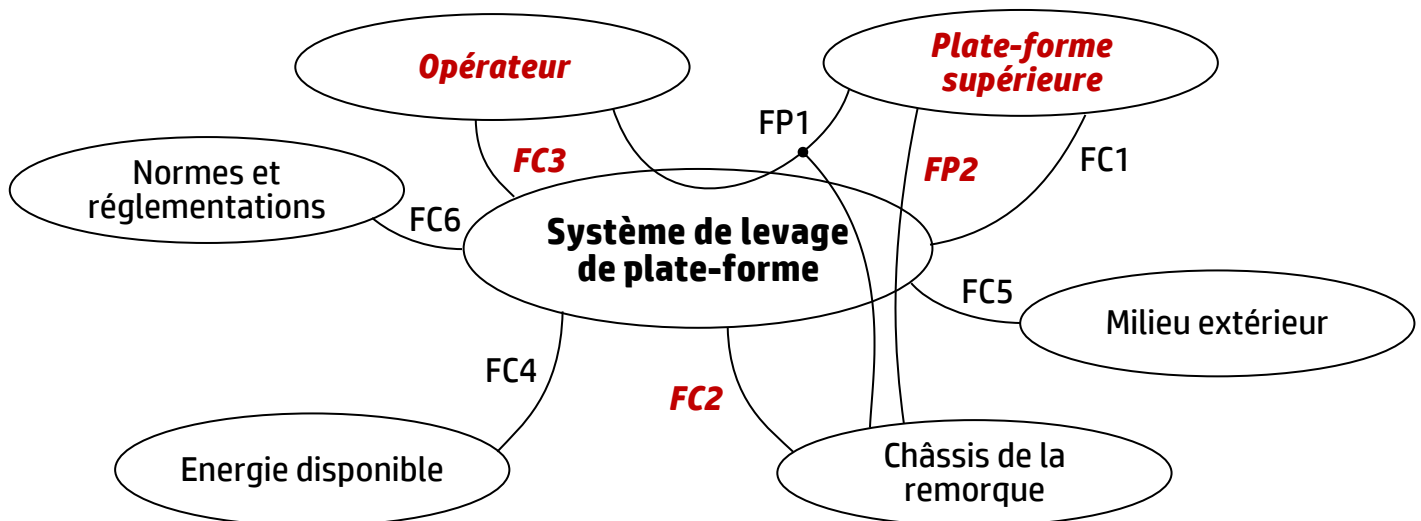 Opérateur
Plate-forme
supérieure
FP1
FC3
FP2
FC1
Normes et
réglementations
FC6
Système de levage
de plate-forme
FC5
Milieu extérieur
FC4
FC2
Energie disponible
Châssis de la
remorque